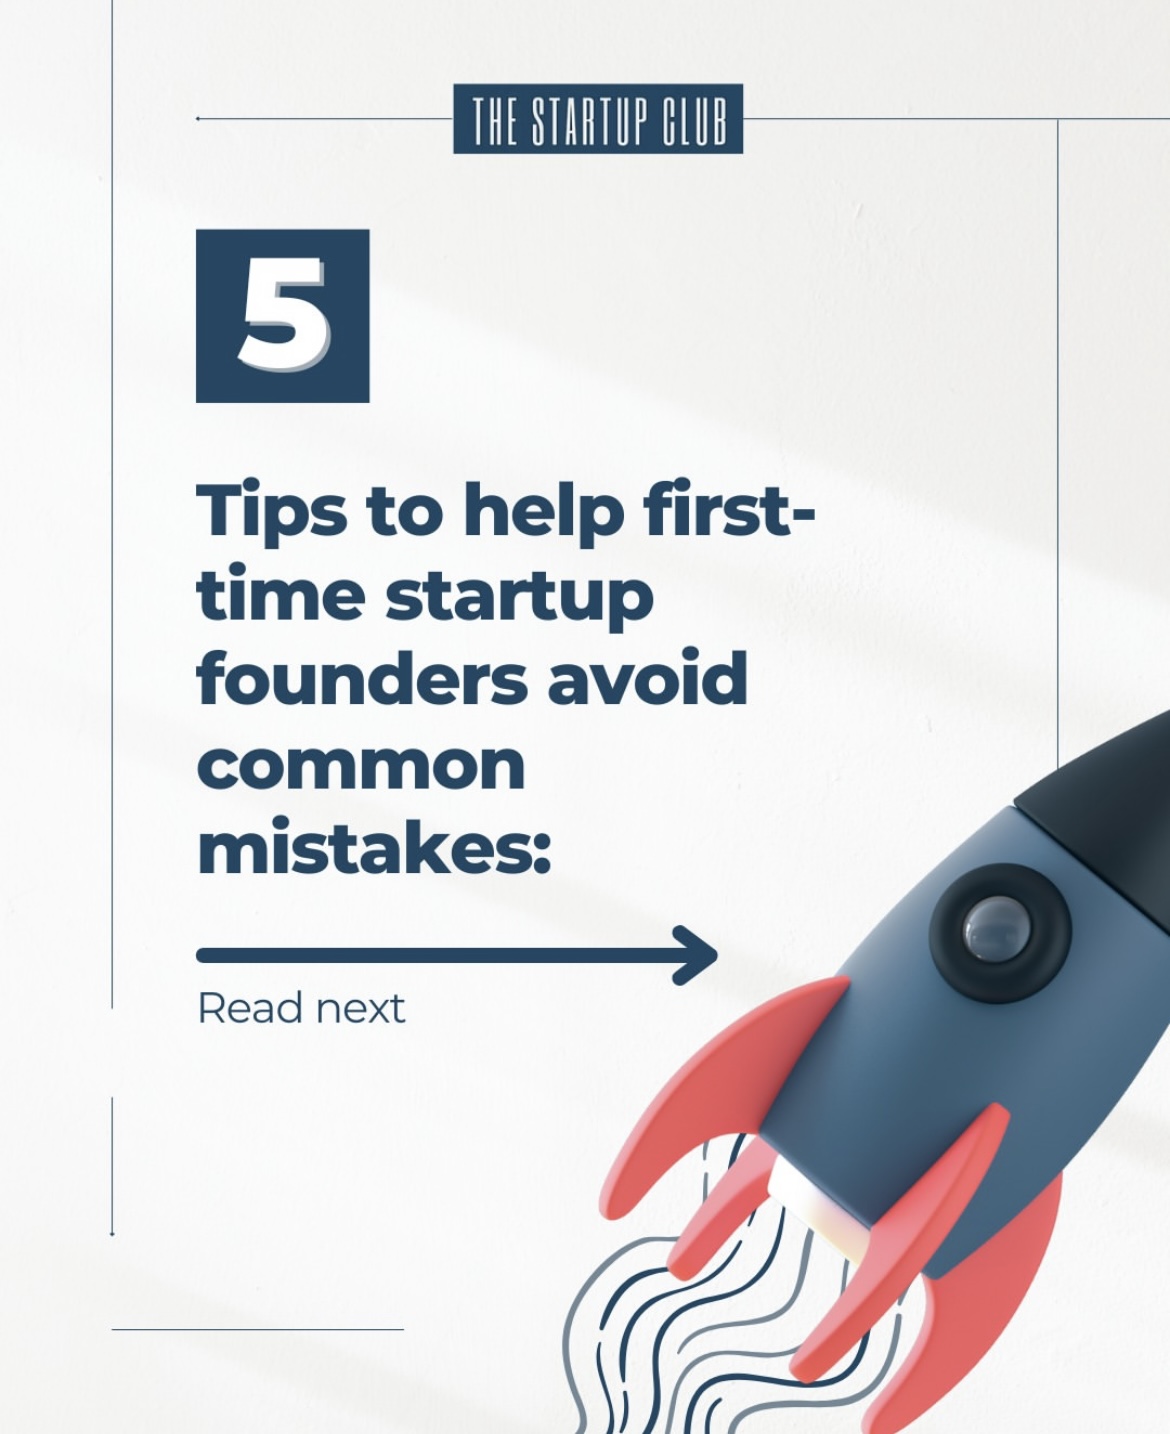 THE STARTUP CLUB
5
Tips to help first-
time startup
founders avoid
common
mistakes:
Read next